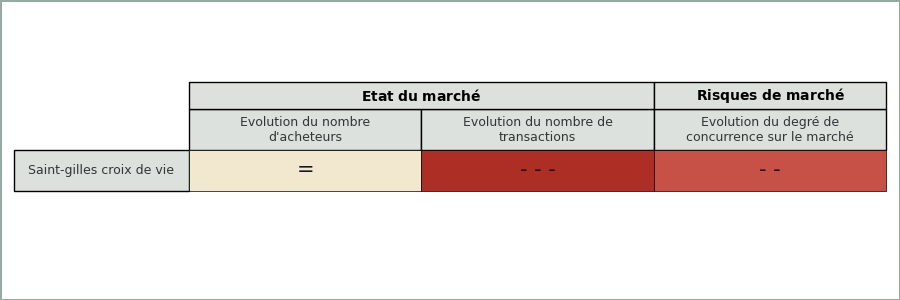 Etat du marché
Risques de marché
Evolution du nombre
d'acheteurs
Evolution du nombre de
transactions
Evolution du degré de
concurrence sur le marché
Saint-gilles croix de vie
=
- - -
- -